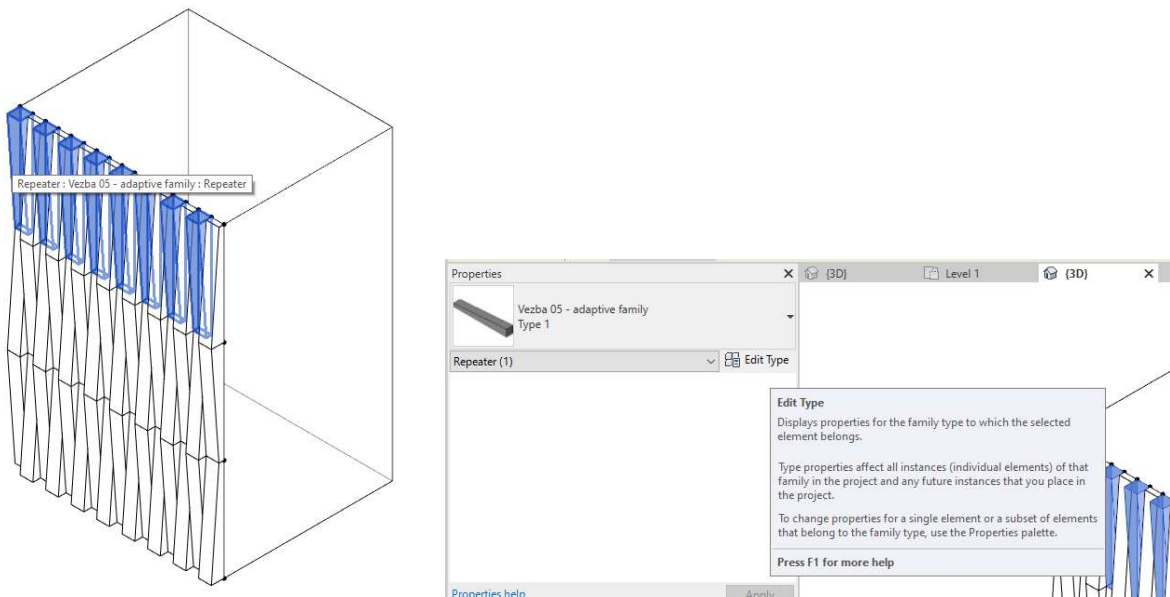 Repeater : Vezba 05 - adaptive family : Repeater
Properties
{3D}
Level 1
{3D}
Vezba 05 - adaptive family
Type 1
Repeater (1)
Edit Type
Edit Type
Displays properties for the family type to which the selected
element belongs.
Type properties affect all instances (individual elements) of that
family in the project and any future instances that you place in
the project.
To change properties for a single element or a subset of elements
that belong to the family type, use the Properties palette.
Press F1 for more help
Properties help
Apply